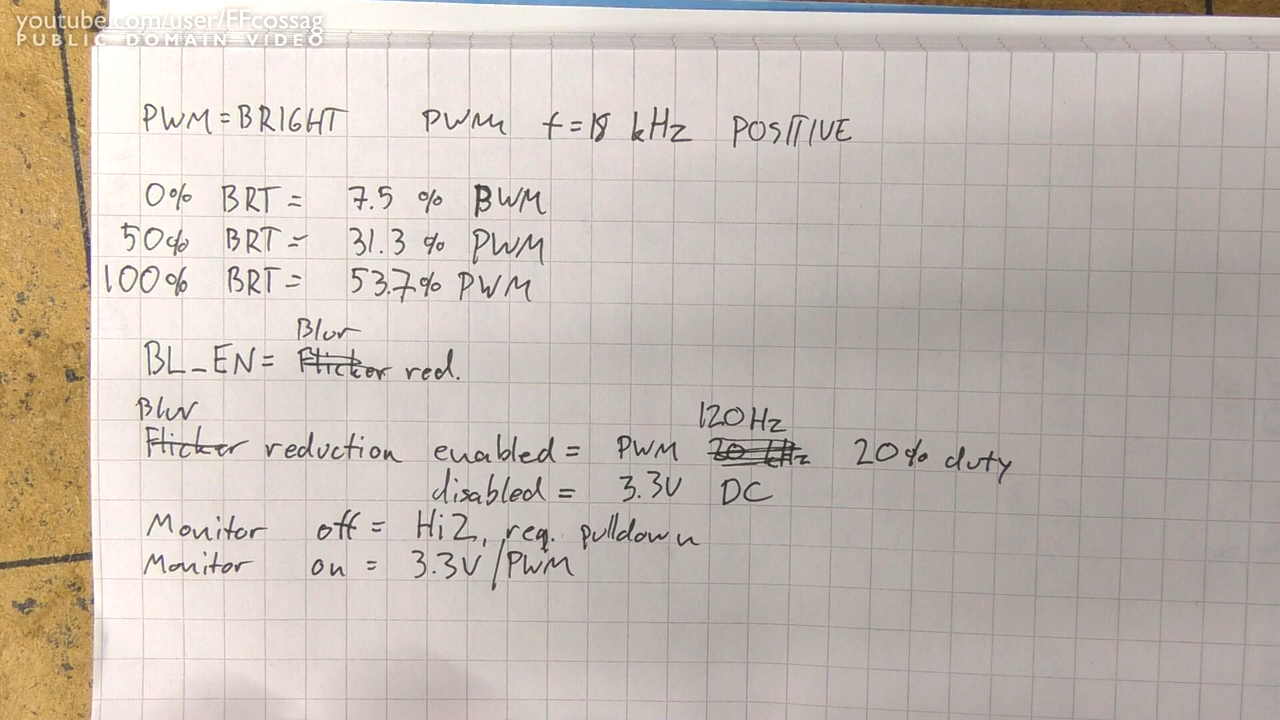 youtube.com/user/FFcossag
PUBLIC DOMAIN VIDEO
PWM = BRIGHT PWM f = 18 kHz POSITIVE
0% BRT = 7.5 % BWM
50% BRT = 31.3 % PWM
100% BRT = 53.7% PWM
Blur
BL_EN = Flicker red.
Blur
120Hz
Flicker reduction enabled = PWM 20 kHz 20% duty
disabled = 3.3V DC
Monitor off = HiZ, req. pulldown
Monitor on = 3.3V/PWM